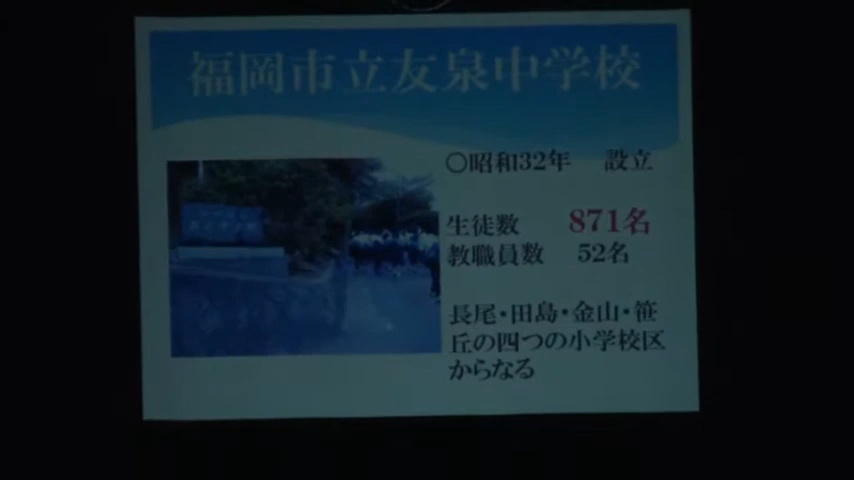 福岡市立友泉中学校
○昭和32年 設立
生徒数 871名
教職員数 52名
長尾・田島・金山・笹
丘の四つの小学校区
からなる